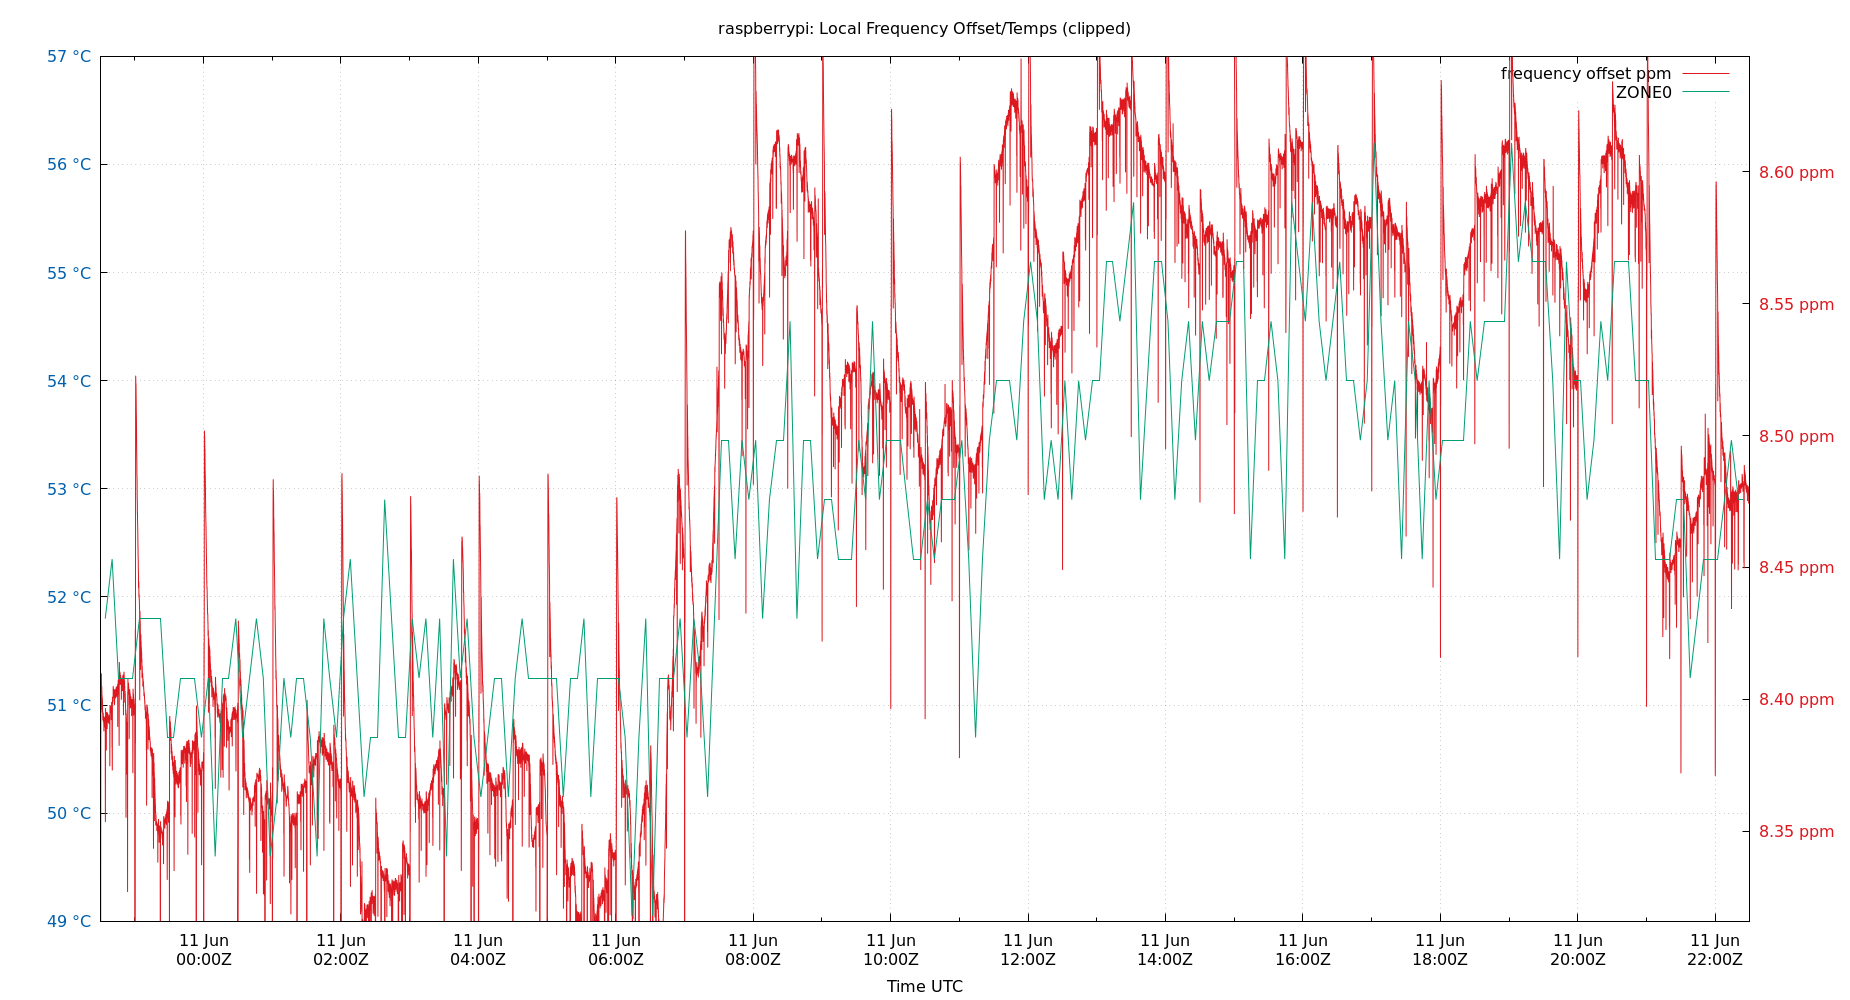 raspberrypi: Local Frequency Offset/Temps (clipped)
57 °C
56 °C
55 °C
54 °C
53 °C
52 °C
51 °C
50 °C
49 °C
frequency offset ppm
ZONE0
8.60 ppm
8.55 ppm
8.50 ppm
8.45 ppm
8.40 ppm
8.35 ppm
11 Jun 11 Jun 11 Jun 11 Jun 11 Jun 11 Jun 11 Jun 11 Jun 11 Jun 11 Jun 11 Jun 11 Jun
00:00Z 02:00Z 04:00Z 06:00Z 08:00Z 10:00Z 12:00Z 14:00Z 16:00Z 18:00Z 20:00Z 22:00Z
Time UTC